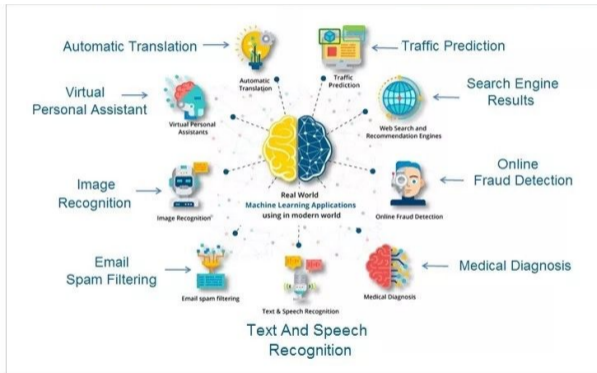 Automatic Translation
Traffic Prediction
Automatic
Translation
Traffic
Prediction
Virtual
Personal Assistant
Virtual Personal
Assistants
Search Engine
Results
Web Search and
Recommendation Engines
Image
Recognition
Image Recognition
Real World
Machine Learning Applications
using in modern world
Online
Fraud Detection
Online Fraud Detection
Email
Spam Filtering
Email spam filtering
Text & Speech Recognition
Medical Diagnosis
Medical Diagnosis
Text And Speech
Recognition